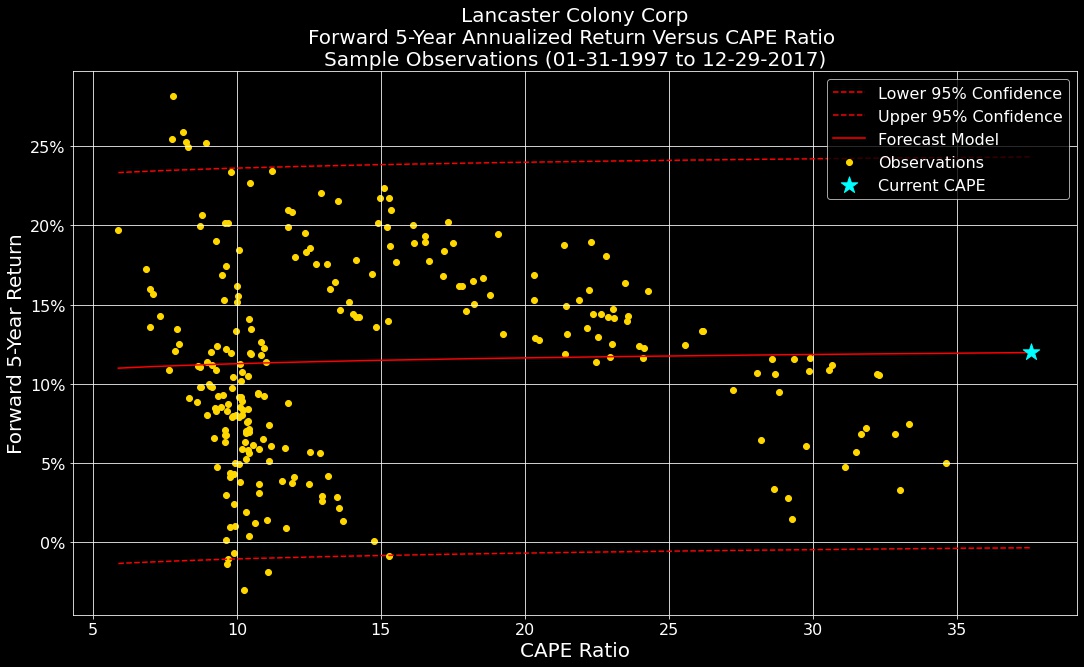 Lancaster Colony Corp
Forward 5-Year Annualized Return Versus CAPE Ratio
Sample Observations (01-31-1997 to 12-29-2017)
Lower 95% Confidence
Upper 95% Confidence
Forecast Model
Observations
Current CAPE
Forward 5-Year Return
25%
20%
15%
10%
5%
0%
5
10
15
20
25
30
35
CAPE Ratio